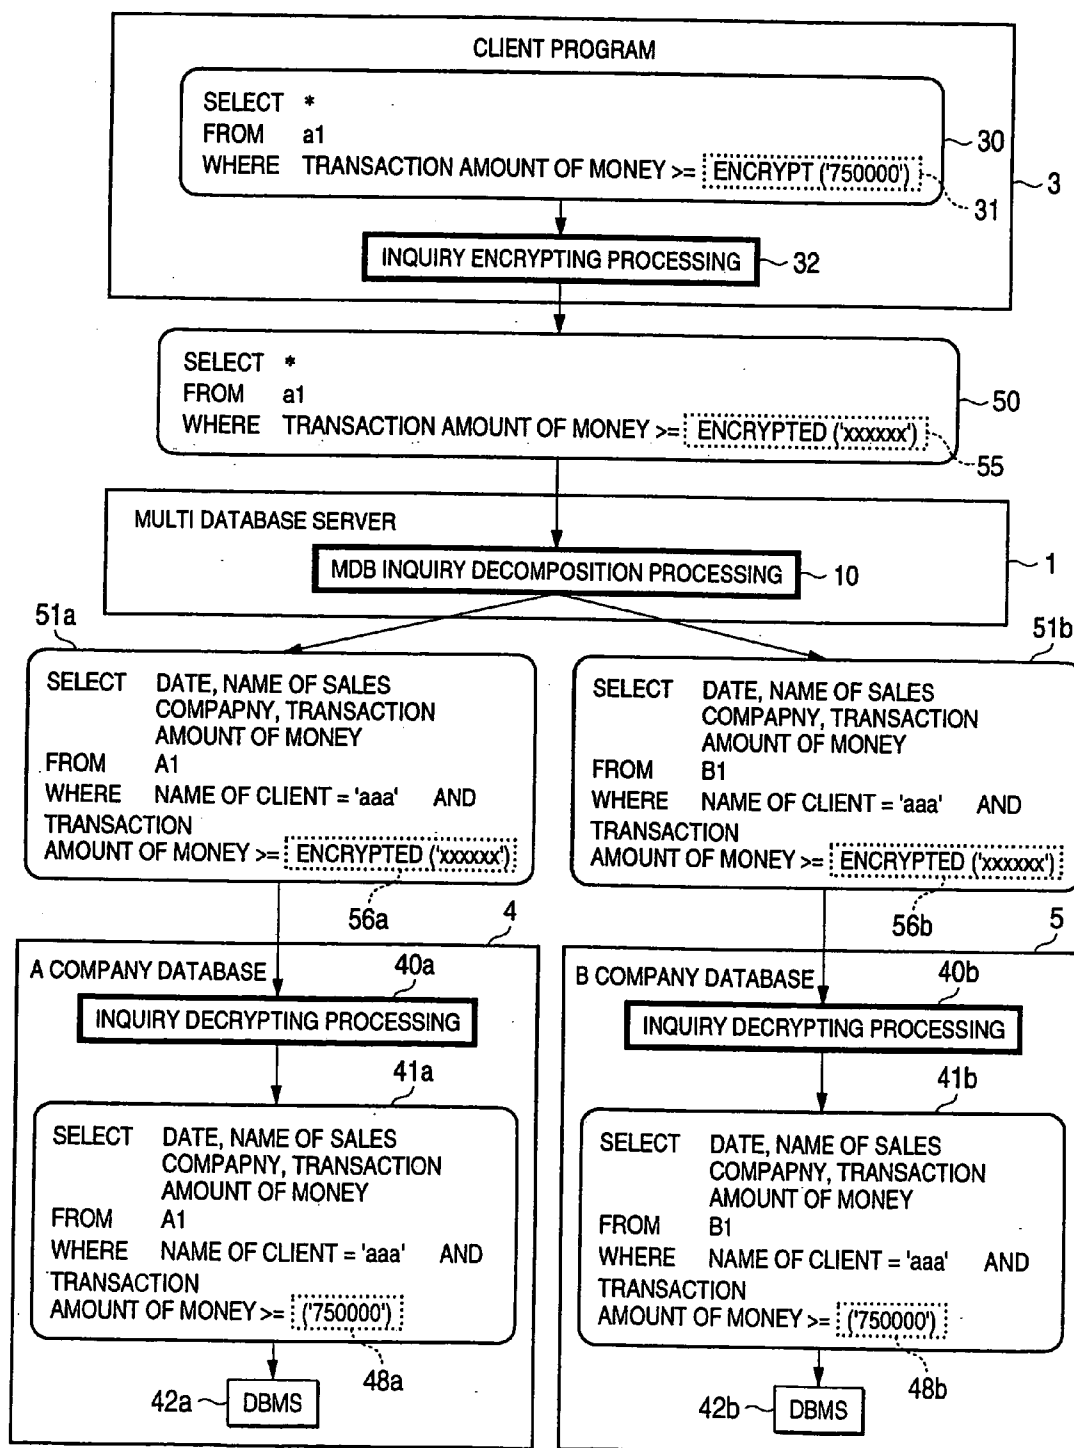 CLIENT PROGRAM
SELECT *
FROM a1
WHERE TRANSACTION AMOUNT OF MONEY >= ENCRYPT ('750000')
30
31
3
INQUIRY ENCRYPTING PROCESSING
32
SELECT *
FROM a1
WHERE TRANSACTION AMOUNT OF MONEY >= ENCRYPTED ('xxxxxx')
50
55
MULTI DATABASE SERVER
MDB INQUIRY DECOMPOSITION PROCESSING
10
1
51a
SELECT DATE, NAME OF SALES
COMPAPNY, TRANSACTION
AMOUNT OF MONEY
FROM A1
WHERE NAME OF CLIENT = 'aaa' AND
TRANSACTION
AMOUNT OF MONEY >= ENCRYPTED ('xxxxxx')
56a
51b
SELECT DATE, NAME OF SALES
COMPAPNY, TRANSACTION
AMOUNT OF MONEY
FROM B1
WHERE NAME OF CLIENT = 'aaa' AND
TRANSACTION
AMOUNT OF MONEY >= ENCRYPTED ('xxxxxx')
56b
4
A COMPANY DATABASE
40a
INQUIRY DECRYPTING PROCESSING
41a
SELECT DATE, NAME OF SALES
COMPAPNY, TRANSACTION
AMOUNT OF MONEY
FROM A1
WHERE NAME OF CLIENT = 'aaa' AND
TRANSACTION
AMOUNT OF MONEY >= ('750000')
48a
42a
DBMS
5
B COMPANY DATABASE
40b
INQUIRY DECRYPTING PROCESSING
41b
SELECT DATE, NAME OF SALES
COMPAPNY, TRANSACTION
AMOUNT OF MONEY
FROM B1
WHERE NAME OF CLIENT = 'aaa' AND
TRANSACTION
AMOUNT OF MONEY >= ('750000')
48b
42b
DBMS